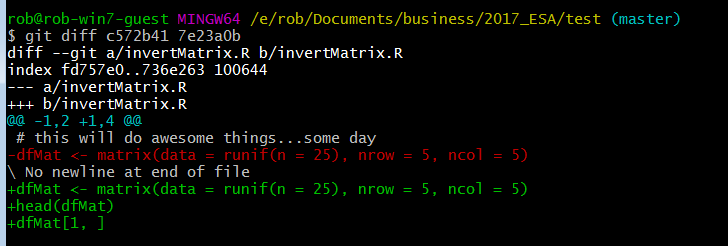 rob@rob-win7-guest MINGW64 /e/rob/Documents/business/2017_ESA/test (master)
$ git diff c572b41 7e23a0b
diff --git a/invertMatrix.R b/invertMatrix.R
index fd757e0..736e263 100644
--- a/invertMatrix.R
+++ b/invertMatrix.R
@@ -1,2 +1,4 @@
 # this will do awesome things...some day
-dfMat <- matrix(data = runif(n = 25), nrow = 5, ncol = 5)
\ No newline at end of file
+dfMat <- matrix(data = runif(n = 25), nrow = 5, ncol = 5)
+head(dfMat)
+dfMat[1, ]